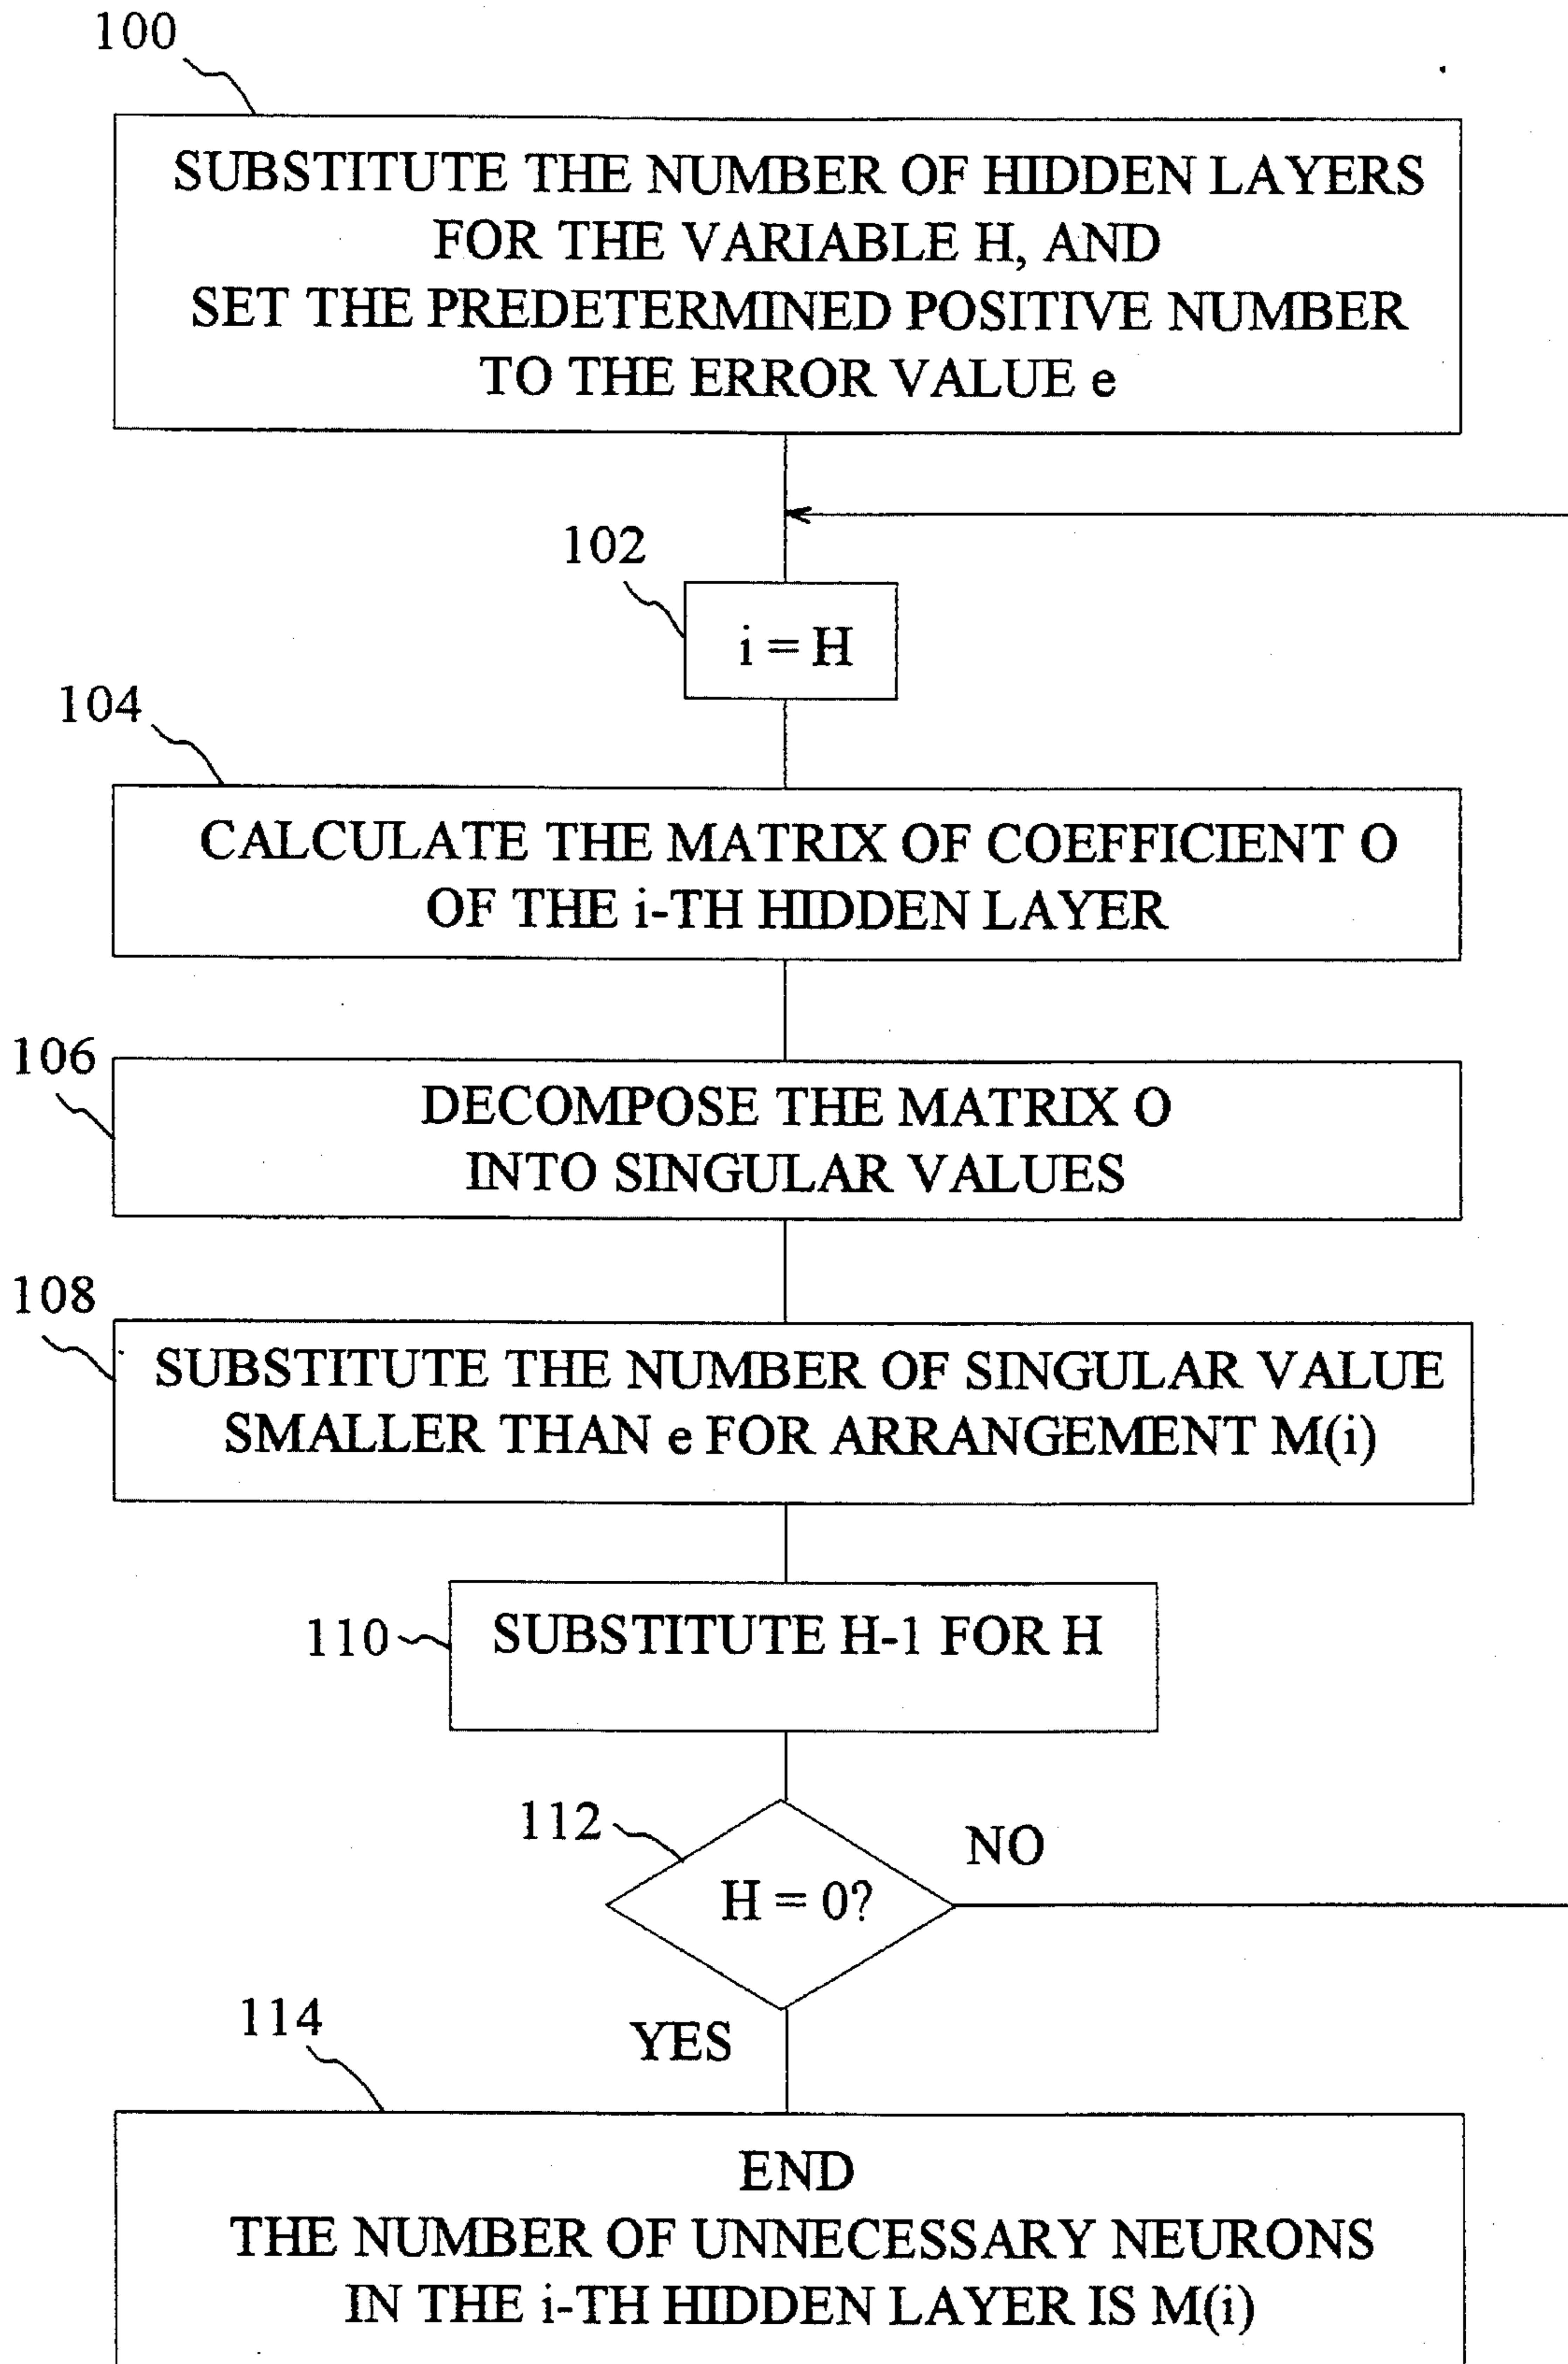 100
SUBSTITUTE THE NUMBER OF HIDDEN LAYERS
FOR THE VARIABLE H, AND
SET THE PREDETERMINED POSITIVE NUMBER
TO THE ERROR VALUE e
102
i = H
104
CALCULATE THE MATRIX OF COEFFICIENT O
OF THE i-TH HIDDEN LAYER
106
DECOMPOSE THE MATRIX O
INTO SINGULAR VALUES
108
SUBSTITUTE THE NUMBER OF SINGULAR VALUE
SMALLER THAN e FOR ARRANGEMENT M(i)
110
SUBSTITUTE H-1 FOR H
112
H = 0?
NO
YES
114
END
THE NUMBER OF UNNECESSARY NEURONS
IN THE i-TH HIDDEN LAYER IS M(i)